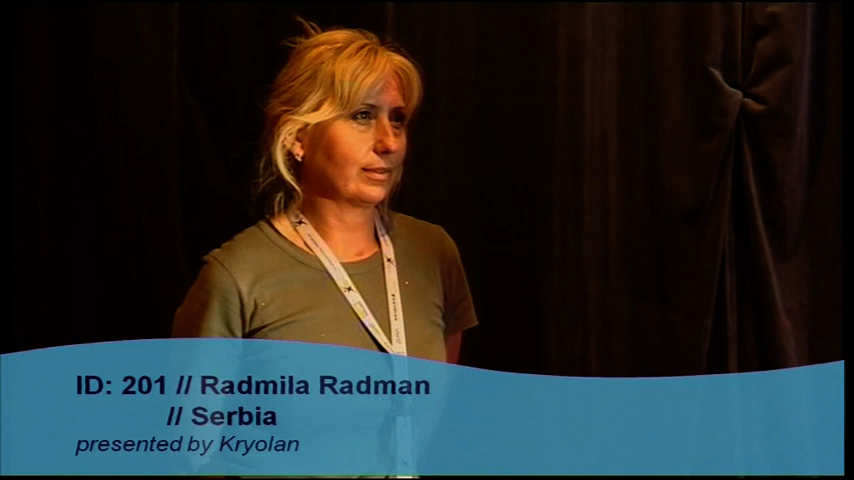 ID: 201 // Radmila Radman
// Serbia
presented by Kryolan